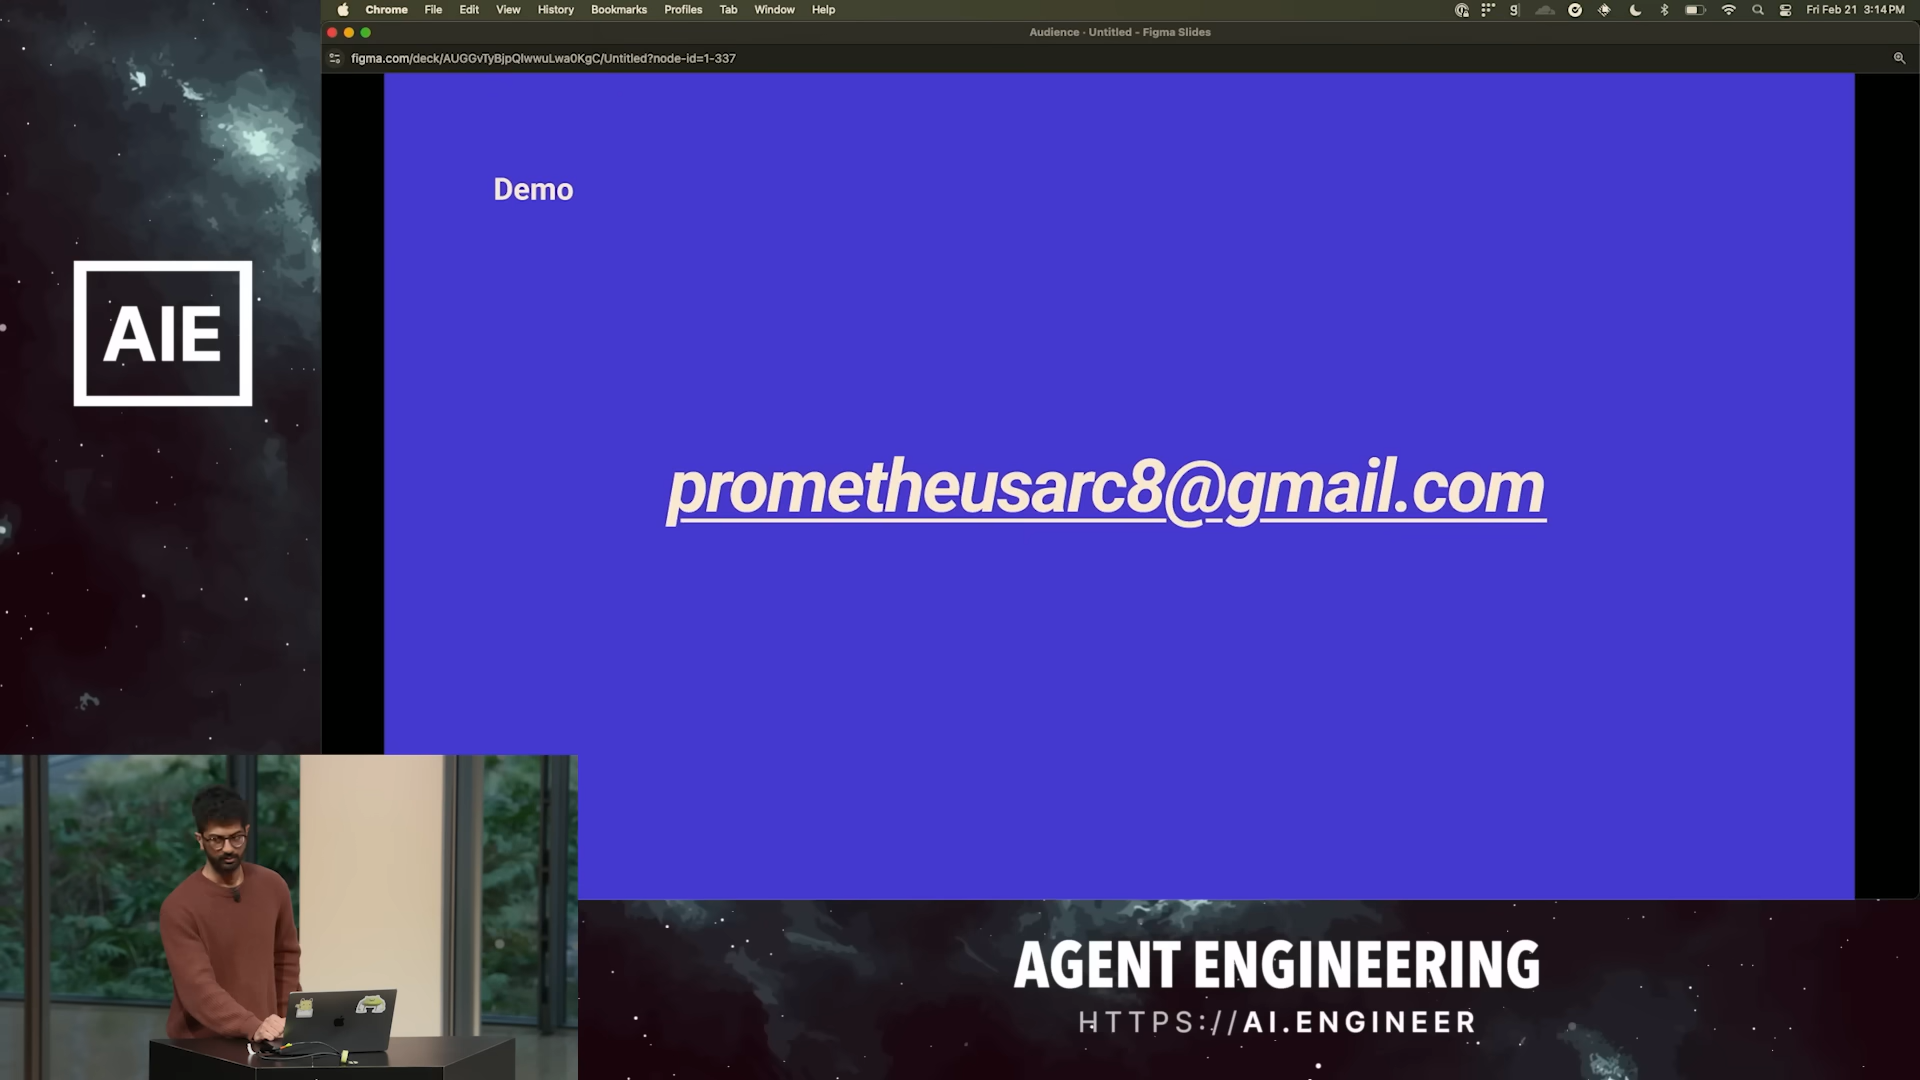 Chrome File Edit View History Bookmarks Profiles Tab Window Help
Fri Feb 21 3:14 PM
Audience - Untitled – Figma Slides
figma.com/deck/AUGGvTyBjpQlwwuLwa0KgC/Untitled?node-id=1-337
Demo
AIE
prometheusarc8@gmail.com
AGENT ENGINEERING
HTTPS://AI.ENGINEER